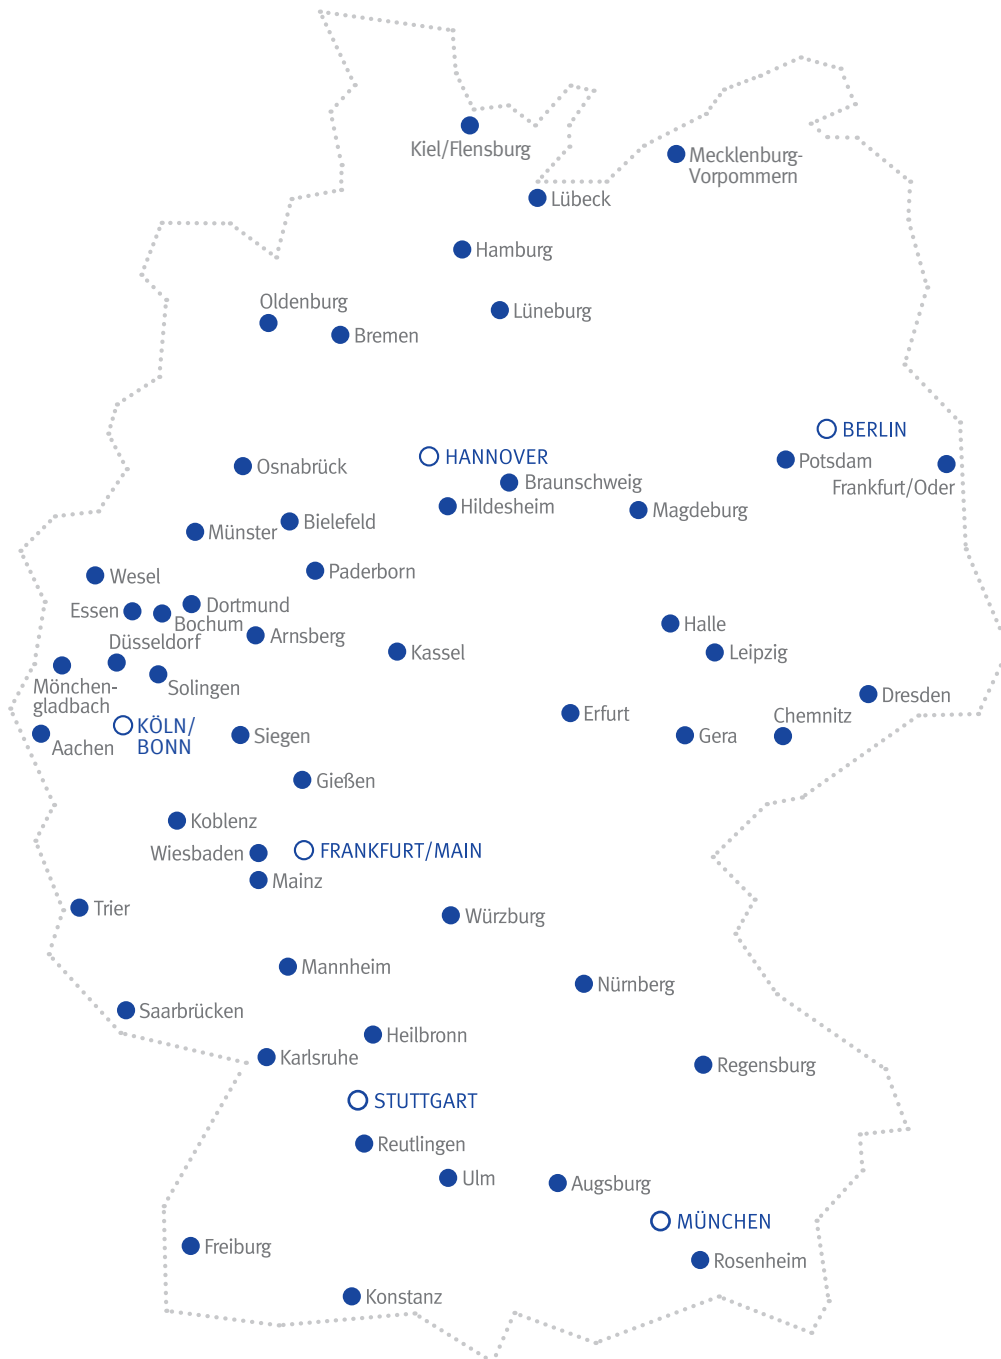 Kiel/Flensburg
Mecklenburg-
Vorpommern
Lübeck
Hamburg
Oldenburg
Lüneburg
Bremen
BERLIN
HANNOVER
Osnabrück
Potsdam
Braunschweig
Frankfurt/Oder
Hildesheim
Magdeburg
Bielefeld
Münster
Paderborn
Wesel
Dortmund
Essen
Bochum
Arnsberg
Halle
Düsseldorf
Kassel
Leipzig
Solingen
Mönchen-
gladbach
Dresden
Erfurt
Chemnitz
KÖLN/
BONN
Aachen
Siegen
Gera
Gießen
Koblenz
Wiesbaden
FRANKFURT/MAIN
Mainz
Trier
Würzburg
Mannheim
Nürnberg
Saarbrücken
Heilbronn
Karlsruhe
Regensburg
STUTTGART
Reutlingen
Ulm
Augsburg
MÜNCHEN
Freiburg
Rosenheim
Konstanz